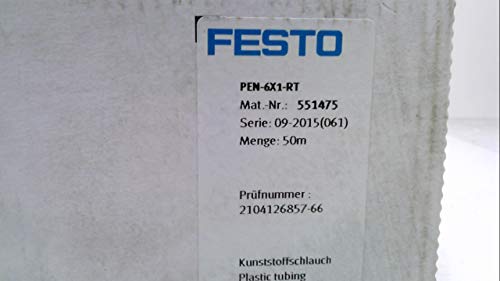 FESTO
PEN-6X1-RT
Mat.-Nr.: 551475
Serie: 09-2015(061)
Menge: 50m
Prüfnummer :
2104126857-66
Kunststoffschlauch
Plastic tubing